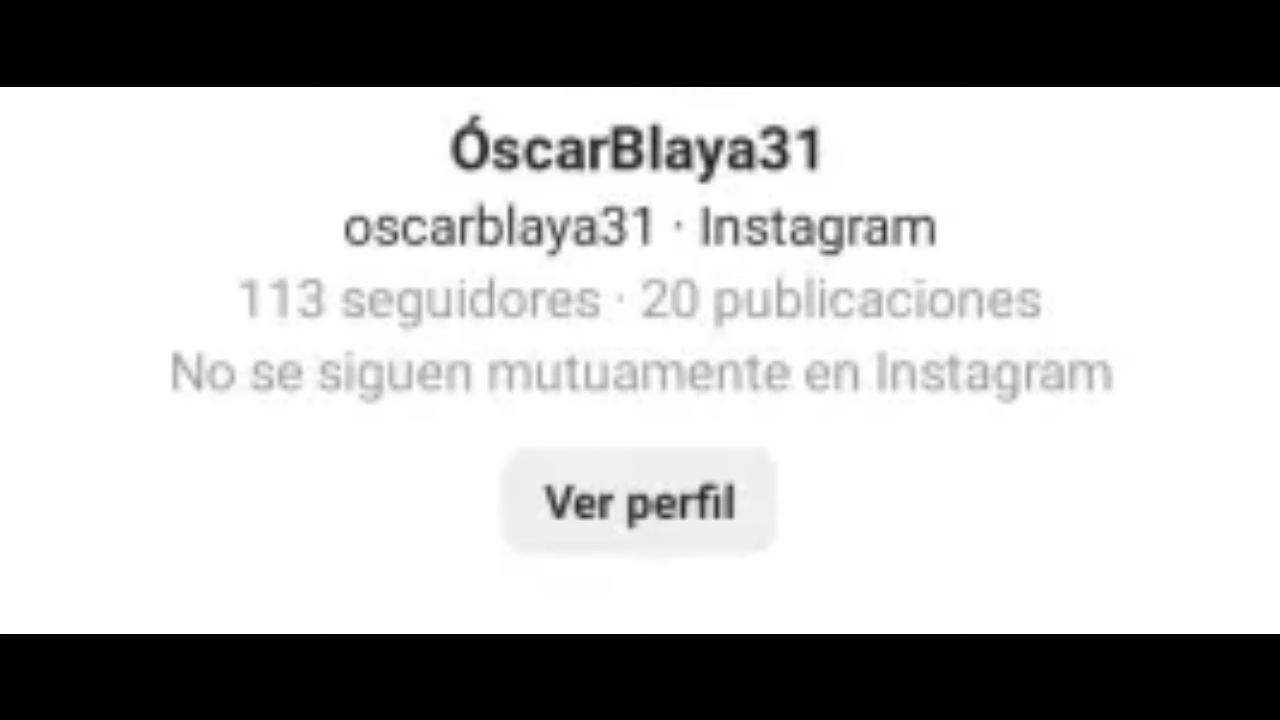 ÓscarBlaya31
oscarblaya31 · Instagram
113 seguidores · 20 publicaciones
No se siguen mutuamente en Instagram
Ver perfil